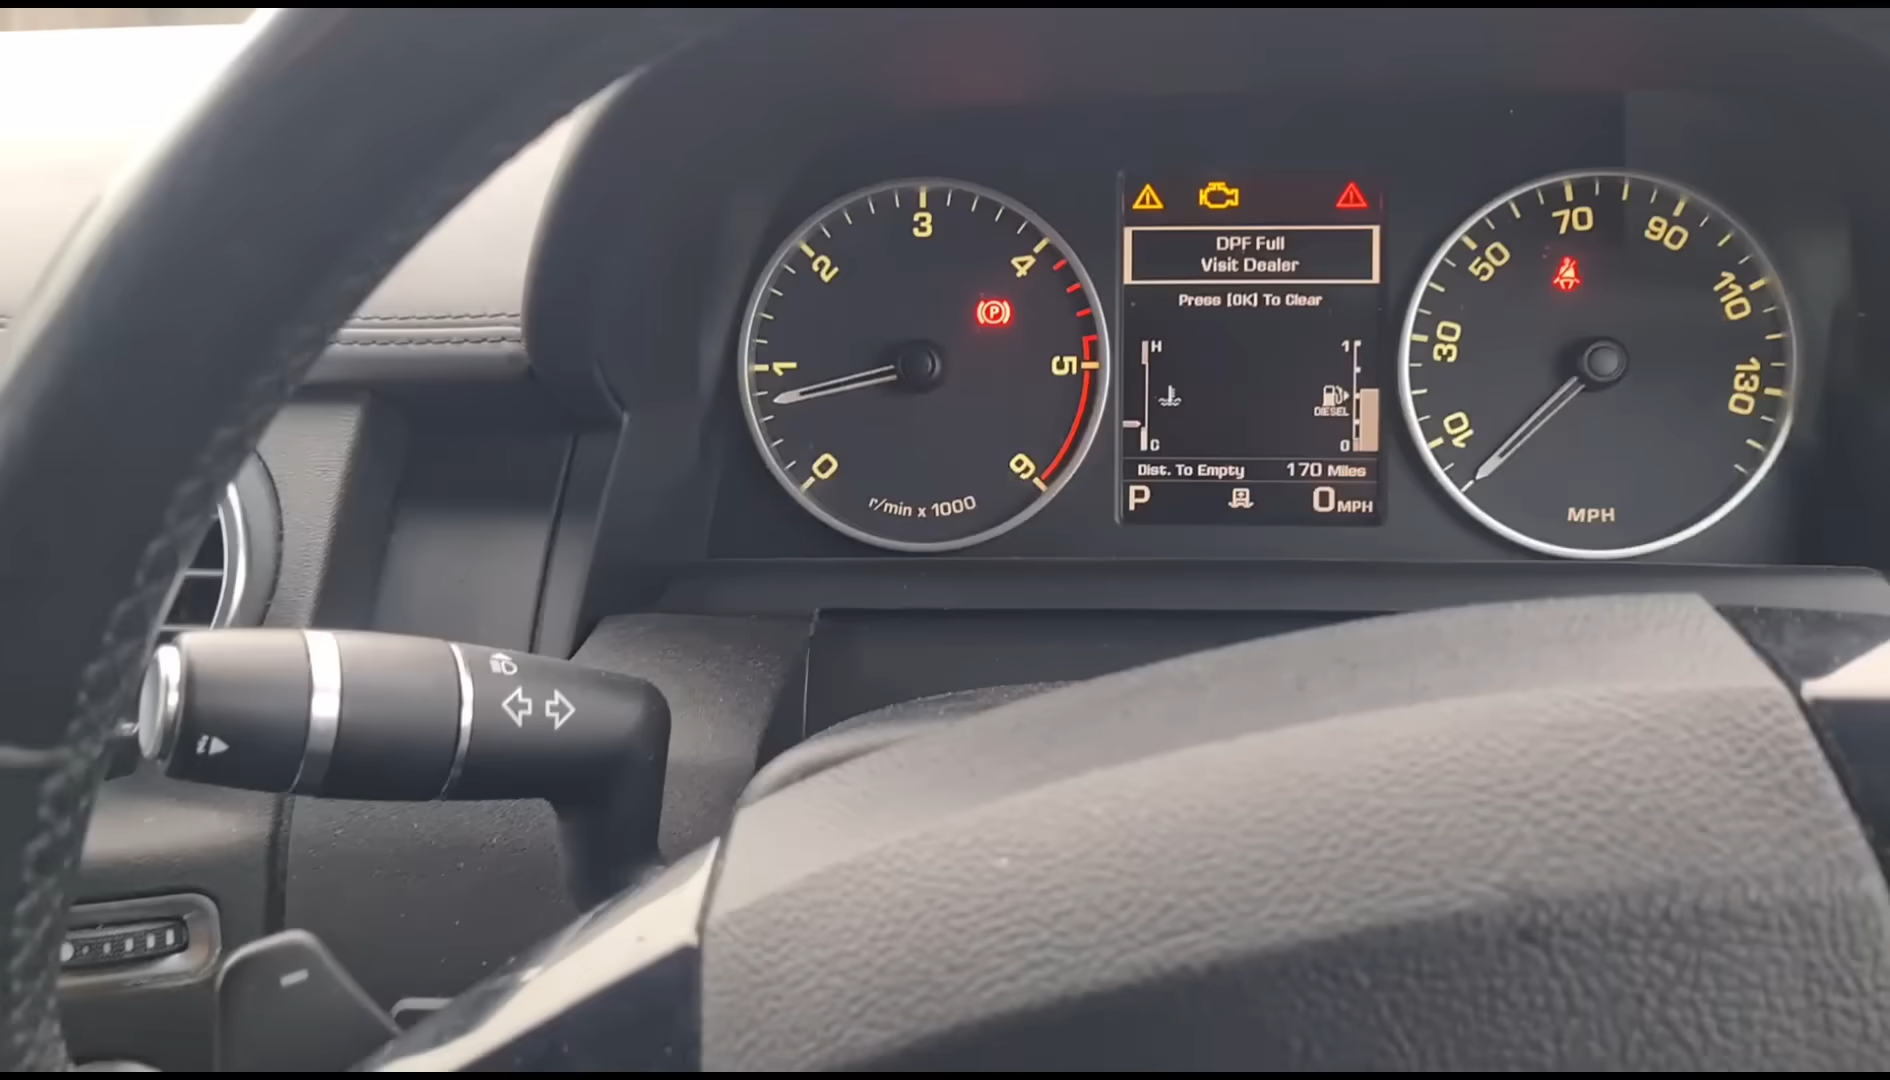 0
1
2
3
4
5
6
r/min x 1000
DPF Full
Visit Dealer
Press [OK] To Clear
H
C
1
DIESEL
0
Dist. To Empty 170 Miles
P 0 MPH
10
30
50
70
90
110
130
MPH